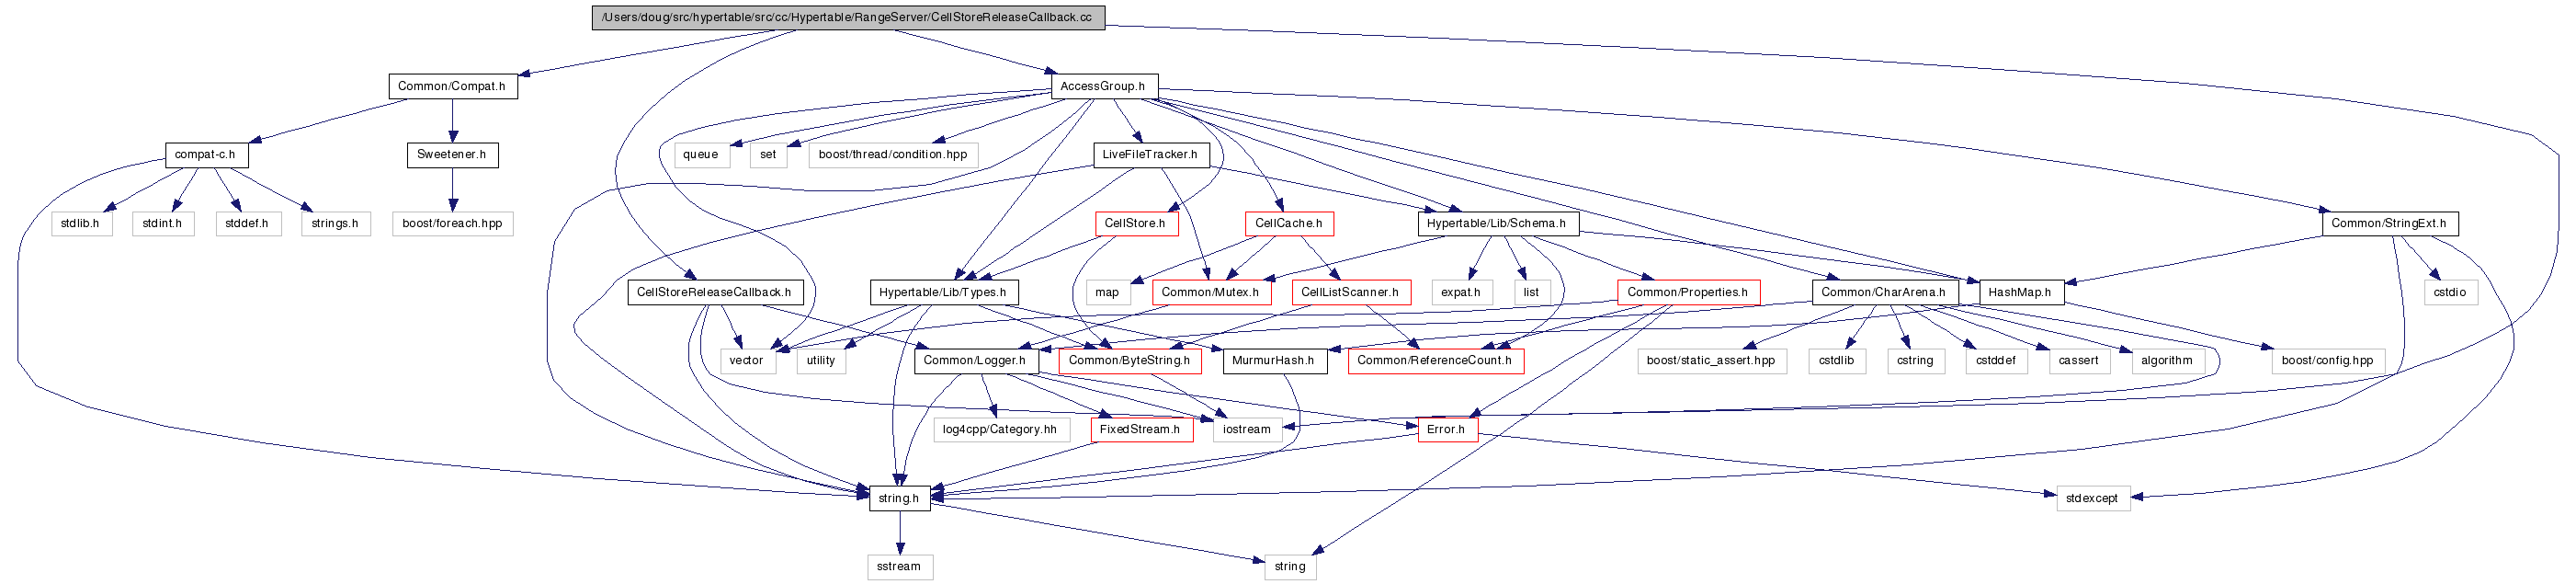 /Users/doug/src/hypertable/src/cc/Hypertable/RangeServer/CellStoreReleaseCallback.cc
Common/Compat.h
AccessGroup.h
compat-c.h
Sweetener.h
queue
set
boost/thread/condition.hpp
LiveFileTracker.h
stdlib.h
stdint.h
stddef.h
strings.h
boost/foreach.hpp
CellStore.h
CellCache.h
Hypertable/Lib/Schema.h
Common/StringExt.h
CellStoreReleaseCallback.h
Hypertable/Lib/Types.h
map
Common/Mutex.h
CellListScanner.h
expat.h
list
Common/Properties.h
Common/CharArena.h
HashMap.h
cstdio
vector
utility
Common/Logger.h
Common/ByteString.h
MurmurHash.h
Common/ReferenceCount.h
boost/static_assert.hpp
cstdlib
cstring
cstddef
cassert
algorithm
boost/config.hpp
log4cpp/Category.hh
FixedStream.h
iostream
Error.h
string.h
stdexcept
sstream
string